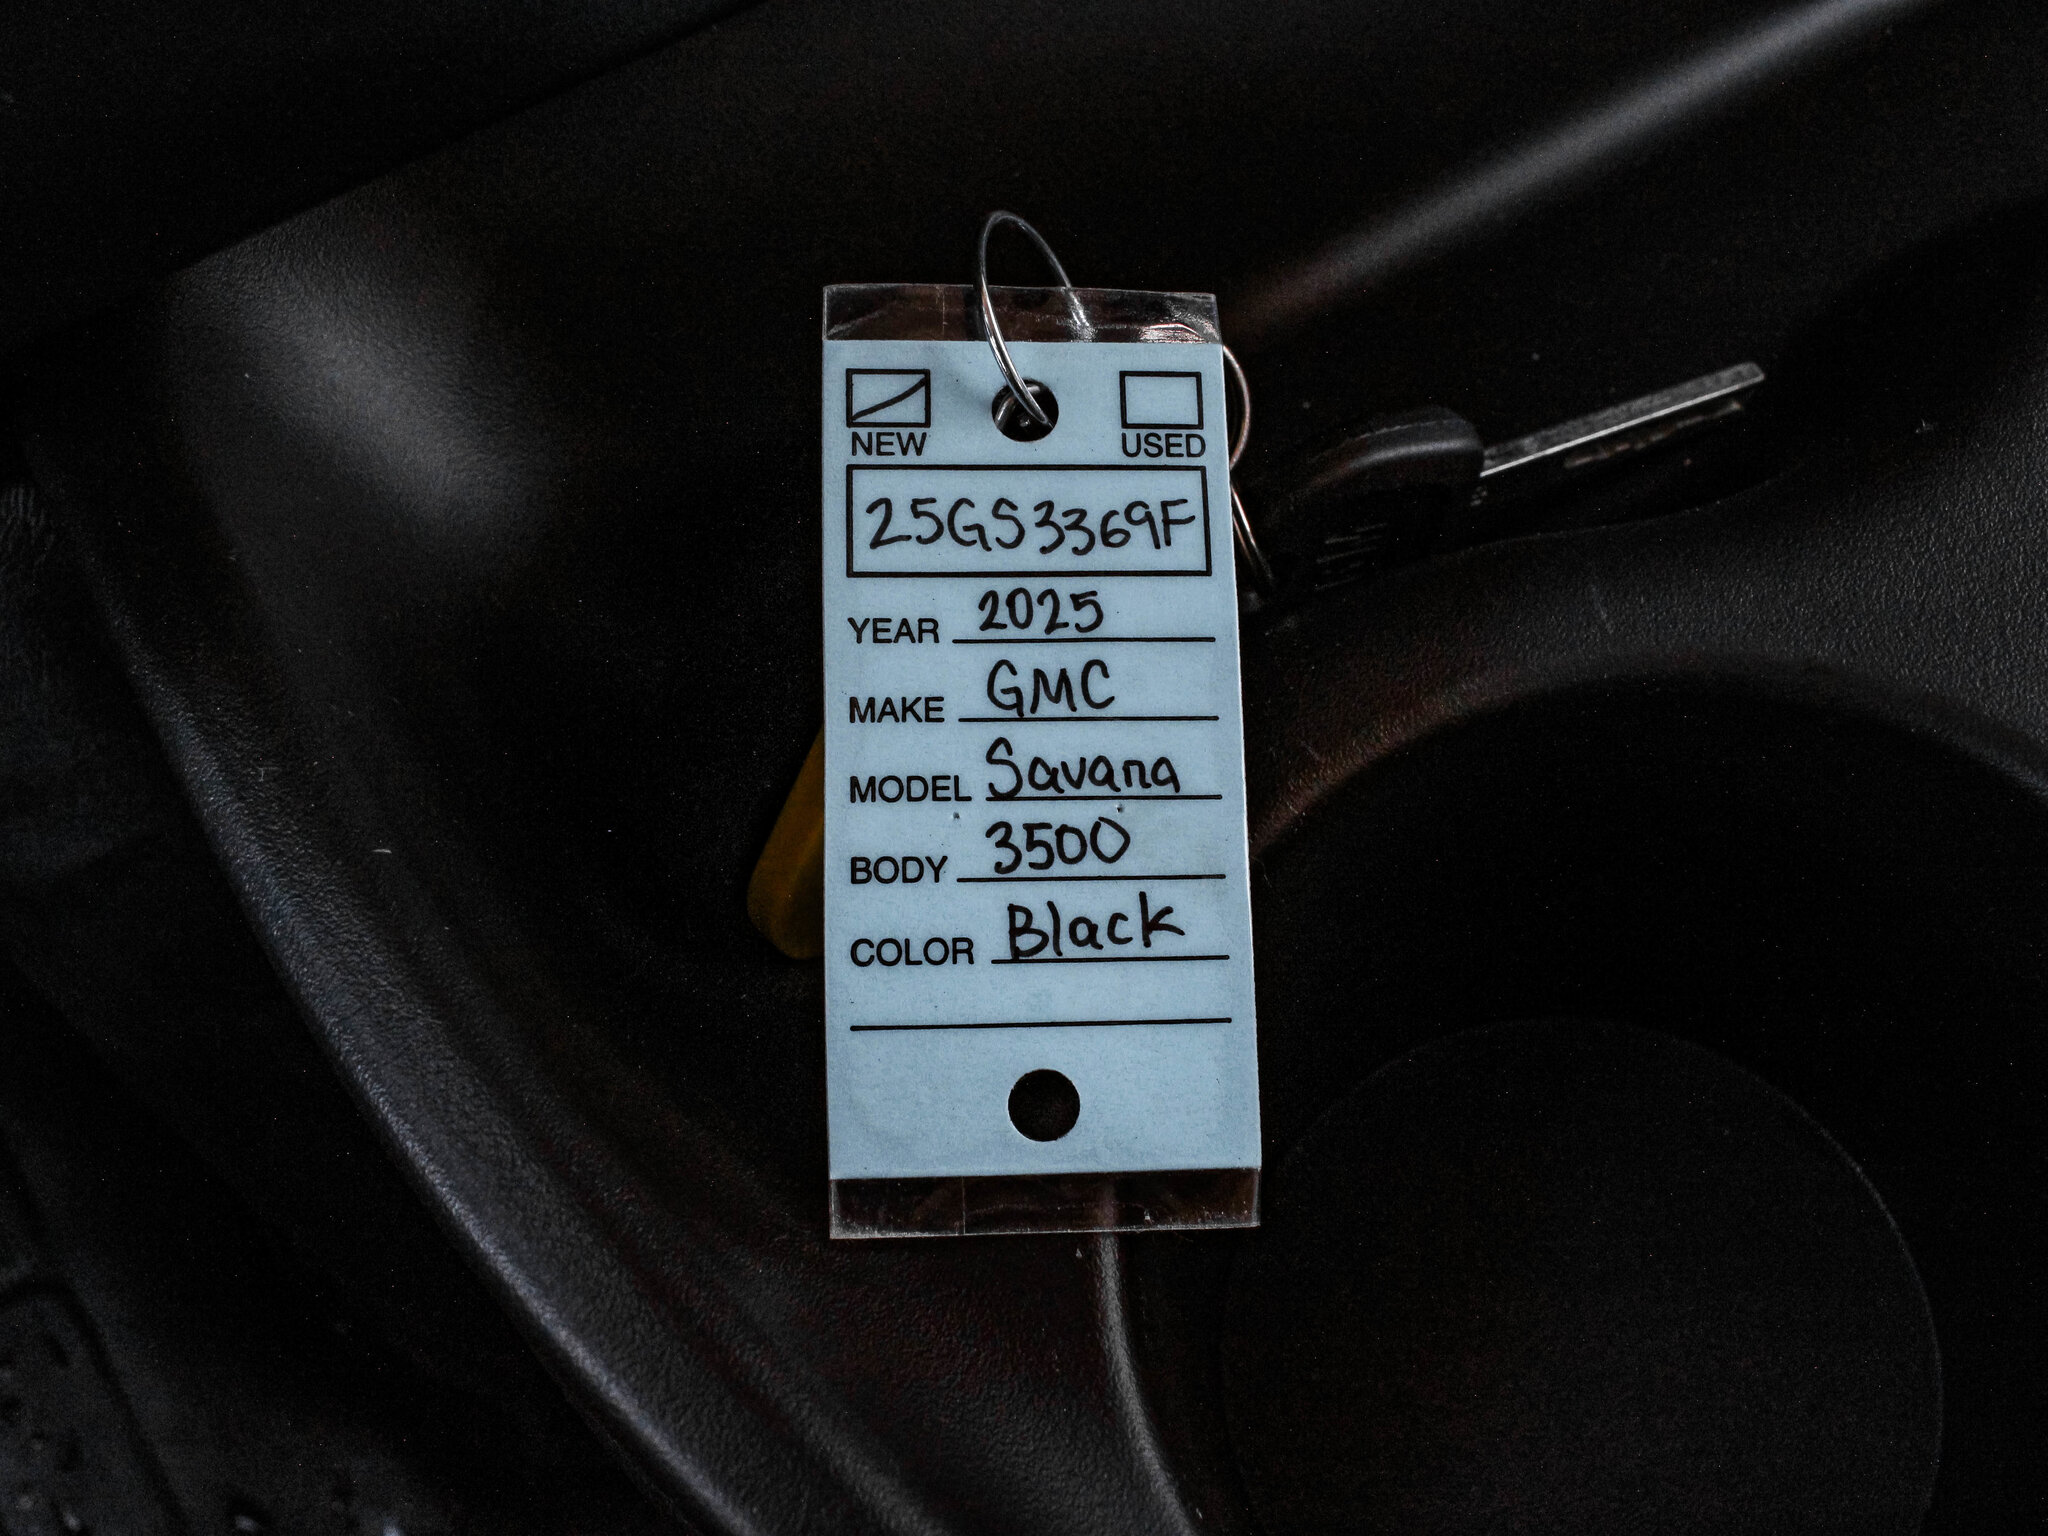 NEW USED
25GS3369F
YEAR 2025
MAKE GMC
MODEL Savana
BODY 3500
COLOR Black